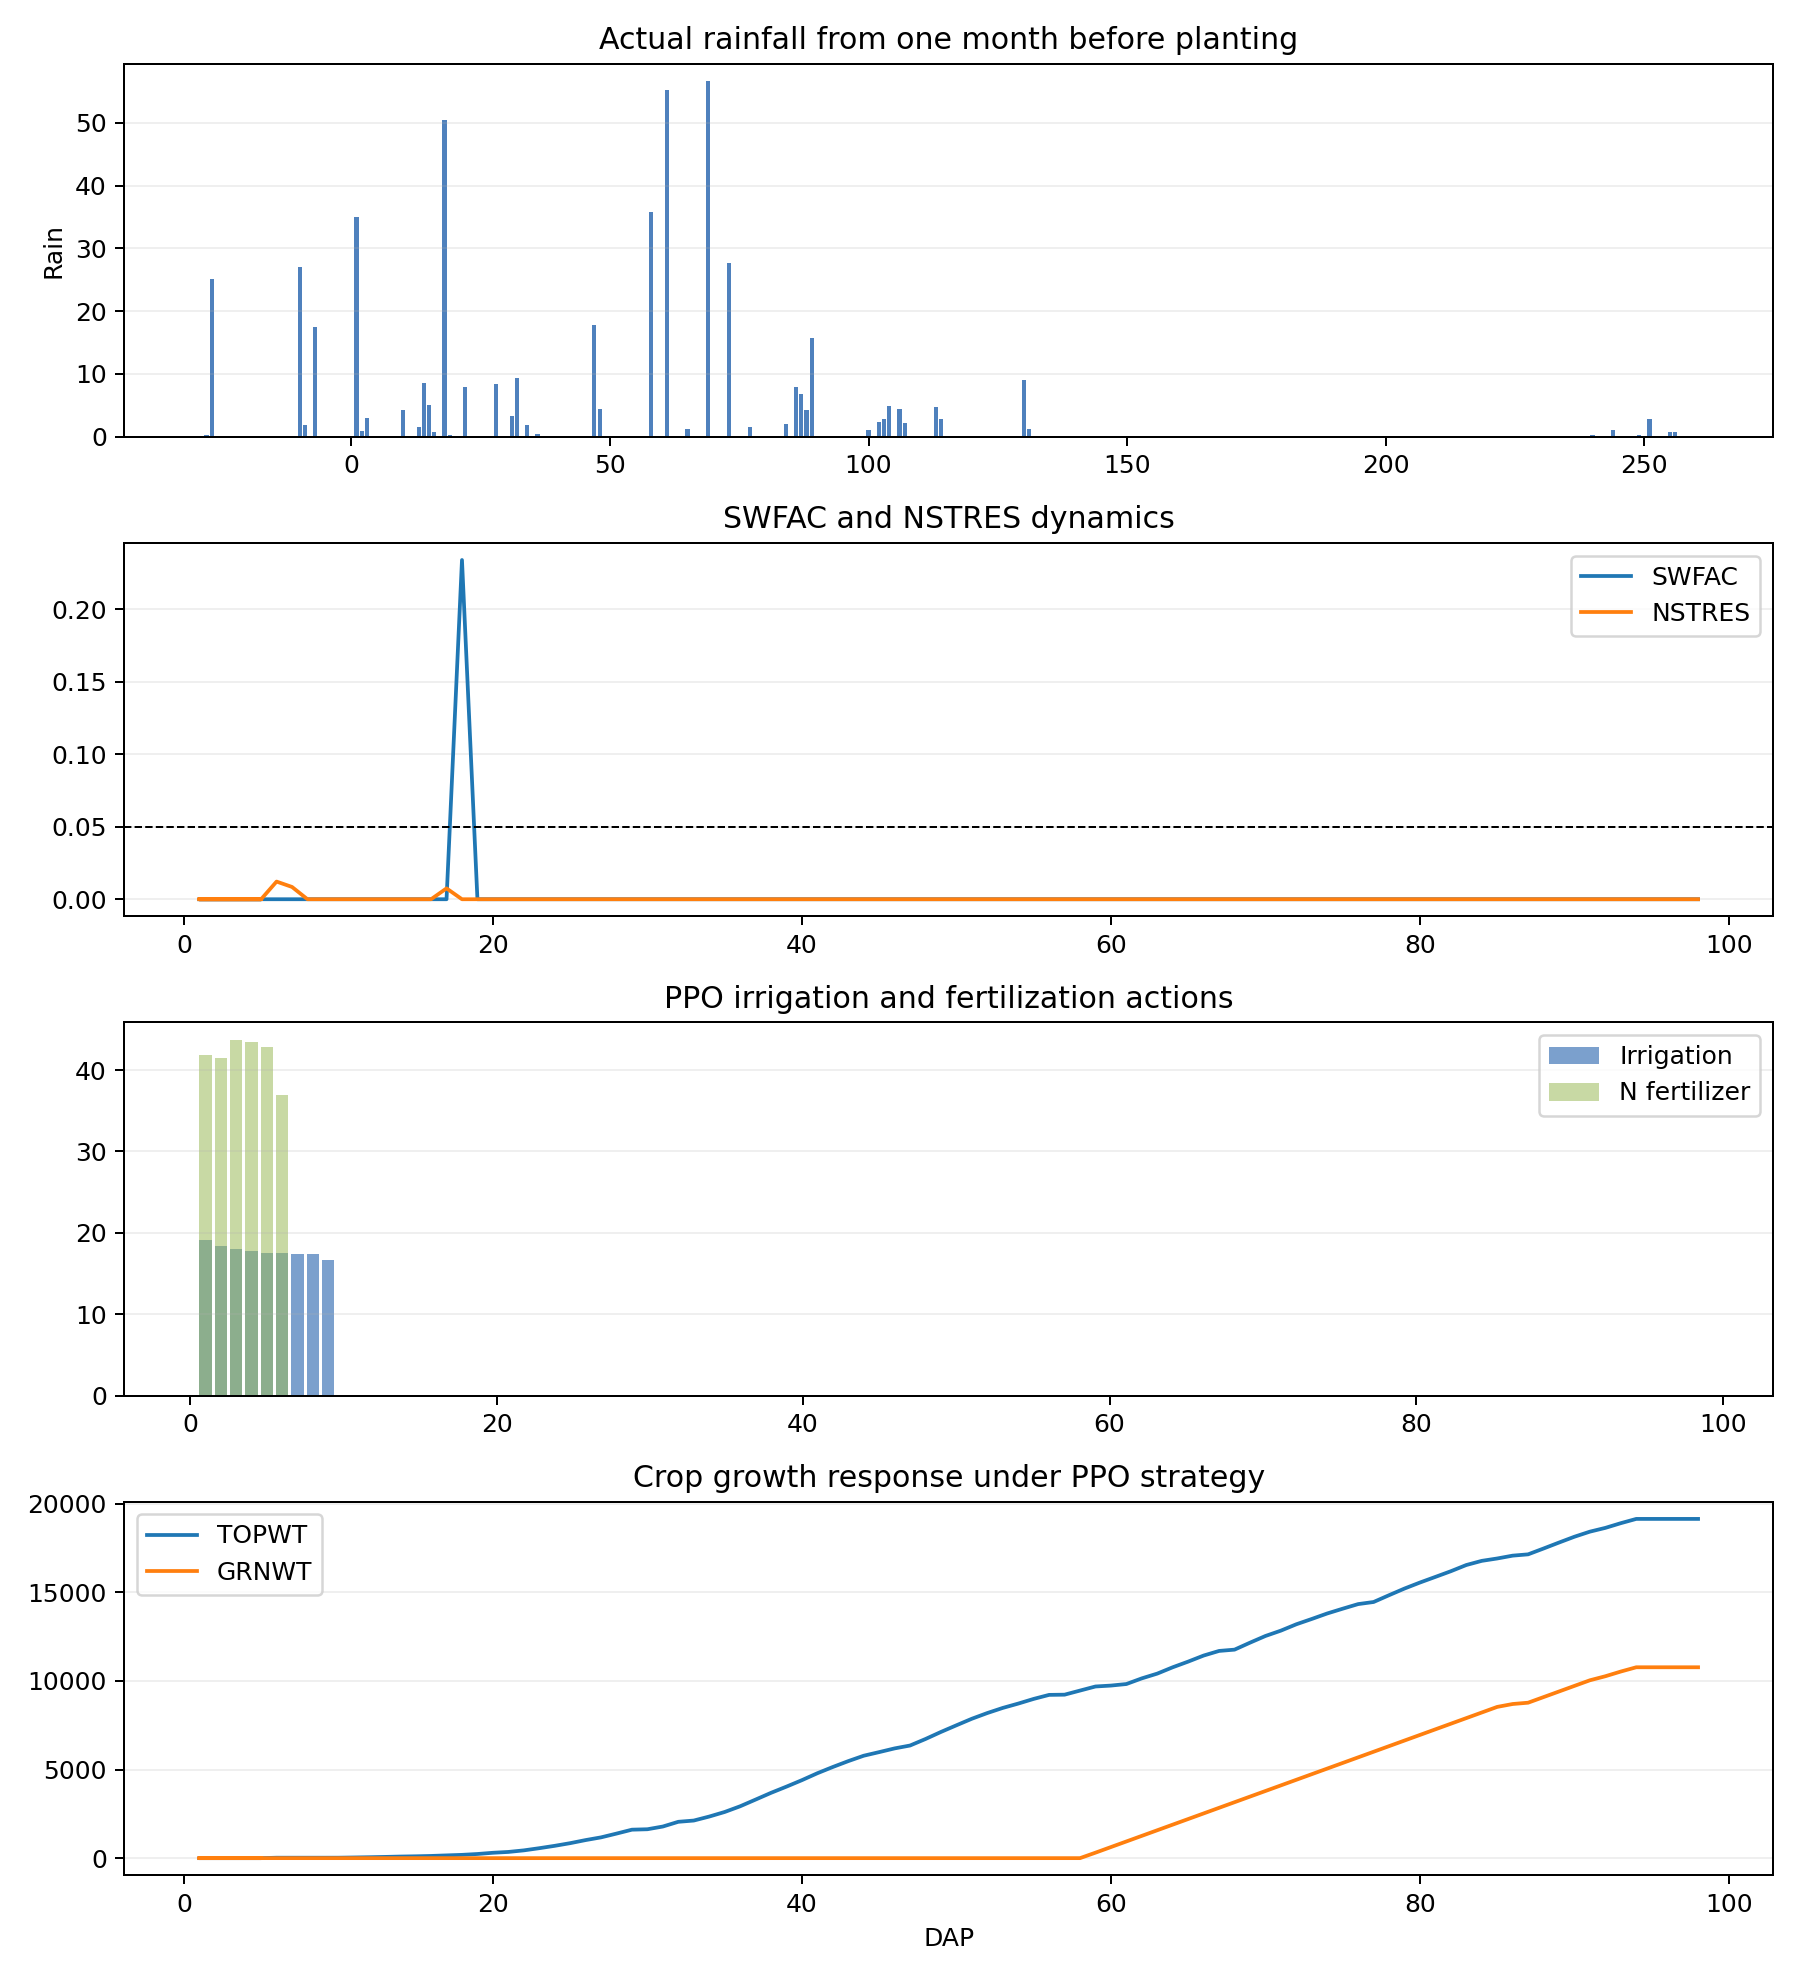 Actual rainfall from one month before planting
Rain
50
40
30
20
10
0
0 50 100 150 200 250
SWFAC and NSTRES dynamics
SWFAC
NSTRES
0.20
0.15
0.10
0.05
0.00
0 20 40 60 80 100
PPO irrigation and fertilization actions
Irrigation
N fertilizer
40
30
20
10
0
0 20 40 60 80 100
Crop growth response under PPO strategy
TOPWT
GRNWT
20000
15000
10000
5000
0
0 20 40 60 80 100
DAP